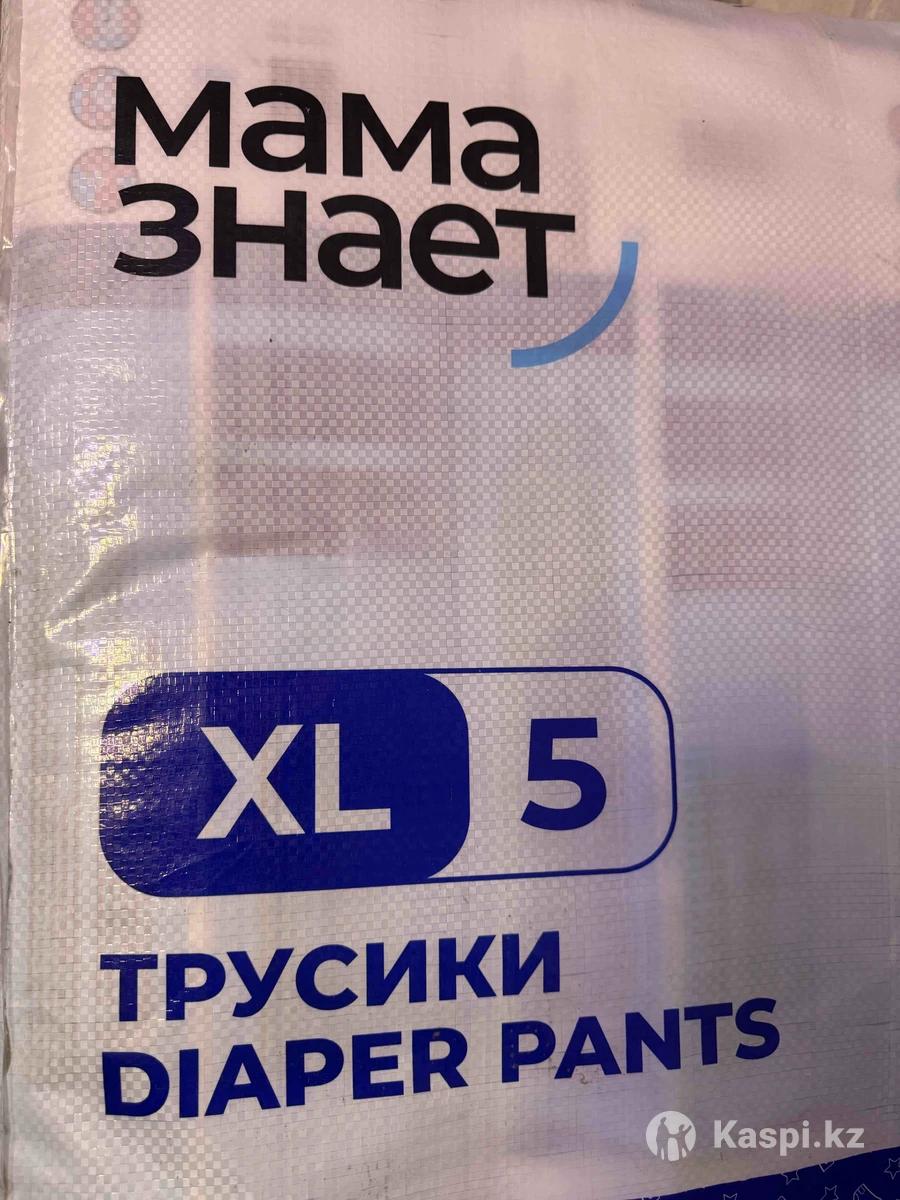 мама
знает
XL 5
ТРУСИКИ
DIAPER PANTS
Kaspi.kz